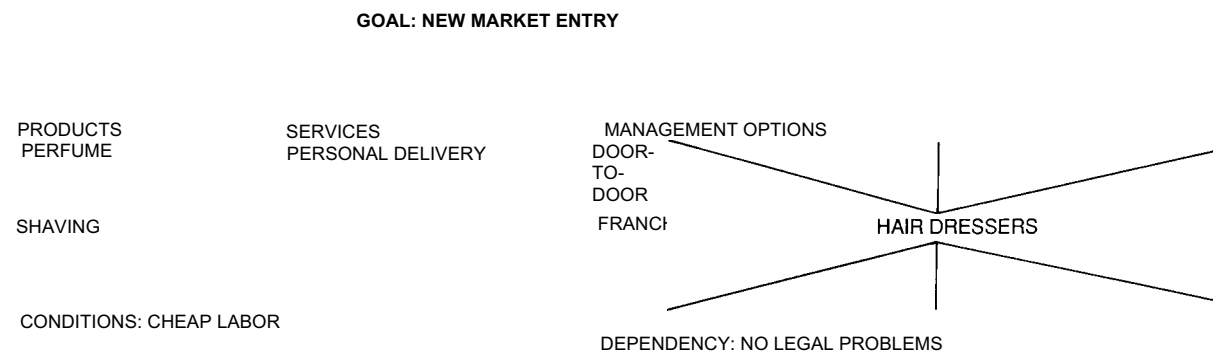 GOAL: NEW MARKET ENTRY
PRODUCTS
PERFUME
SERVICES
PERSONAL DELIVERY
MANAGEMENT OPTIONS
DOOR-
TO-
DOOR
SHAVING
FRANCH
HAIR DRESSERS
CONDITIONS: CHEAP LABOR
DEPENDENCY: NO LEGAL PROBLEMS